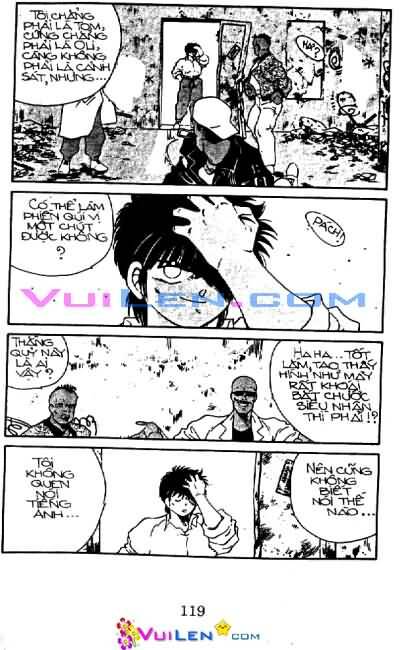 TÔI CHẲNG
PHẢI LÀ TOM,
CŨNG CHẲNG
PHẢI LÀ OLI,
CÀNG KHÔNG
PHẢI LÀ CẢNH
SÁT, NHƯNG...
HẢ?
CÓ THỂ LÀM
PHIỀN QUÍ VỊ
MỘT CHÚT
ĐƯỢC KHÔNG
?
PÁCH!
VuiLen.com
THẰNG
QUỶ NÀY
LÀ AI
VẬY?
HA HA... TỐT
LẮM, TAO THẤY
HÌNH NHƯ MÀY
RẤT KHOÁI
BẮT CHƯỚC
SIÊU NHÂN
THÌ PHẢI!?
TÔI
KHÔNG
QUEN
NÓI
TIẾNG
ANH...
NÊN CŨNG
KHÔNG
BIẾT
NÓI THẾ
NÀO...
119
VuiLen.com